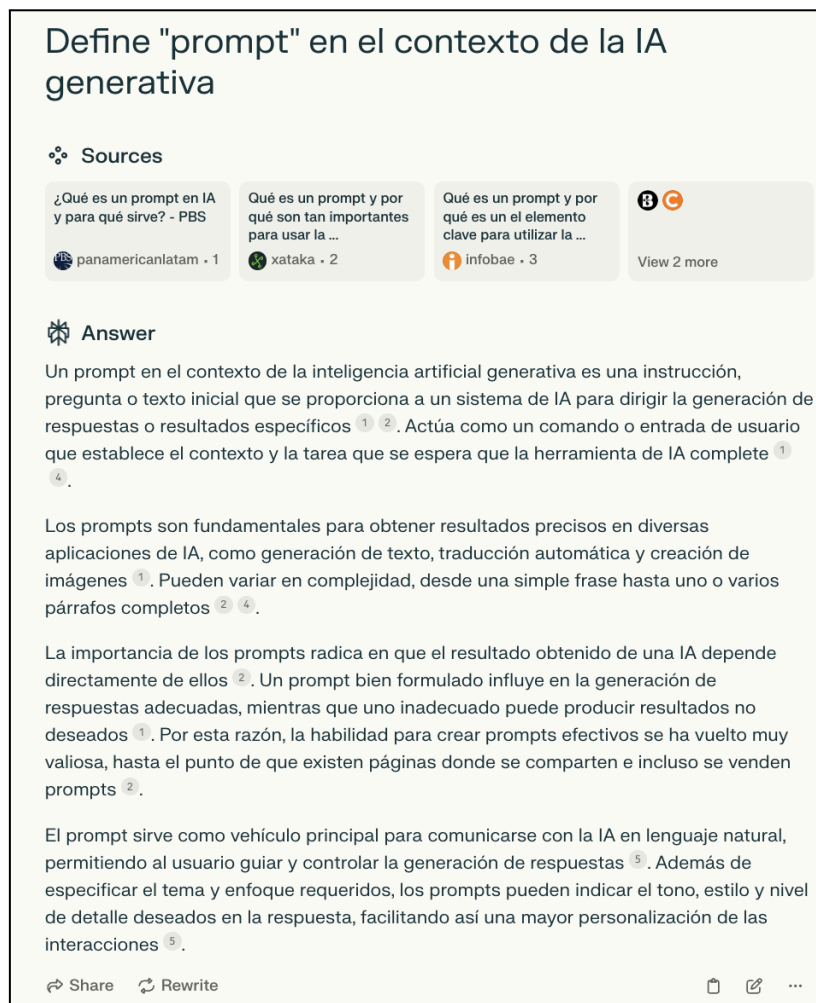 Define "prompt" en el contexto de la IA
generativa
Sources
¿Qué es un prompt en IA
y para qué sirve? - PBS
PBS
panamericanlatam · 1
Qué es un prompt y por
qué son tan importantes
para usar la ...
xataka · 2
Qué es un prompt y por
qué es un el elemento
clave para utilizar la ...
infobae · 3
View 2 more
Answer
Un prompt en el contexto de la inteligencia artificial generativa es una instrucción,
pregunta o texto inicial que se proporciona a un sistema de IA para dirigir la generación de
respuestas o resultados específicos 1 2. Actúa como un comando o entrada de usuario
que establece el contexto y la tarea que se espera que la herramienta de IA complete 1
4.
Los prompts son fundamentales para obtener resultados precisos en diversas
aplicaciones de IA, como generación de texto, traducción automática y creación de
imágenes 1. Pueden variar en complejidad, desde una simple frase hasta uno o varios
párrafos completos 2 4.
La importancia de los prompts radica en que el resultado obtenido de una IA depende
directamente de ellos 2. Un prompt bien formulado influye en la generación de
respuestas adecuadas, mientras que uno inadecuado puede producir resultados no
deseados 1. Por esta razón, la habilidad para crear prompts efectivos se ha vuelto muy
valiosa, hasta el punto de que existen páginas donde se comparten e incluso se venden
prompts 2.
El prompt sirve como vehículo principal para comunicarse con la IA en lenguaje natural,
permitiendo al usuario guiar y controlar la generación de respuestas 5. Además de
especificar el tema y enfoque requeridos, los prompts pueden indicar el tono, estilo y nivel
de detalle deseados en la respuesta, facilitando así una mayor personalización de las
interacciones 5.
Share Rewrite